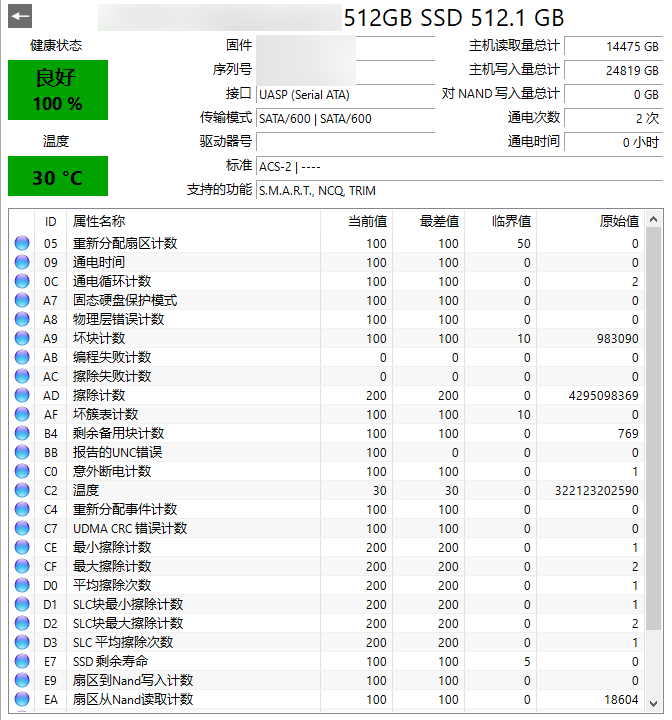 512GB SSD 512.1 GB
健康状态
良好
100 %
温度
30 °C
固件
序列号
接口 UASP (Serial ATA)
传输模式 SATA/600 | SATA/600
驱动器号
标准 ACS-2 | ----
支持的功能 S.M.A.R.T., NCQ, TRIM
主机读取量总计 14475 GB
主机写入量总计 24819 GB
对 NAND 写入量总计 0 GB
通电次数 2 次
通电时间 0 小时
ID 属性名称 当前值 最差值 临界值 原始值
05 重新分配扇区计数 100 100 50 0
09 通电时间 100 100 0 0
0C 通电循环计数 100 100 0 2
A7 固态硬盘保护模式 100 100 0 0
A8 物理层错误计数 100 100 0 0
A9 坏块计数 100 100 10 983090
AB 编程失败计数 0 0 0 0
AC 擦除失败计数 0 0 0 0
AD 擦除计数 200 200 0 4295098369
AF 坏簇表计数 100 100 10 0
B4 剩余备用块计数 100 100 0 769
BB 报告的UNC错误 100 0 0 0
C0 意外断电计数 100 100 0 1
C2 温度 30 30 0 322123202590
C4 重新分配事件计数 100 100 0 0
C7 UDMA CRC 错误计数 100 100 0 0
CE 最小擦除计数 200 200 0 1
CF 最大擦除计数 200 200 0 2
D0 平均擦除次数 200 200 0 1
D1 SLC块最小擦除计数 200 200 0 1
D2 SLC块最大擦除计数 200 200 0 2
D3 SLC 平均擦除次数 200 200 0 1
E7 SSD 剩余寿命 100 100 5 0
E9 扇区到Nand写入计数 100 100 0 0
EA 扇区从Nand读取计数 100 100 0 18604